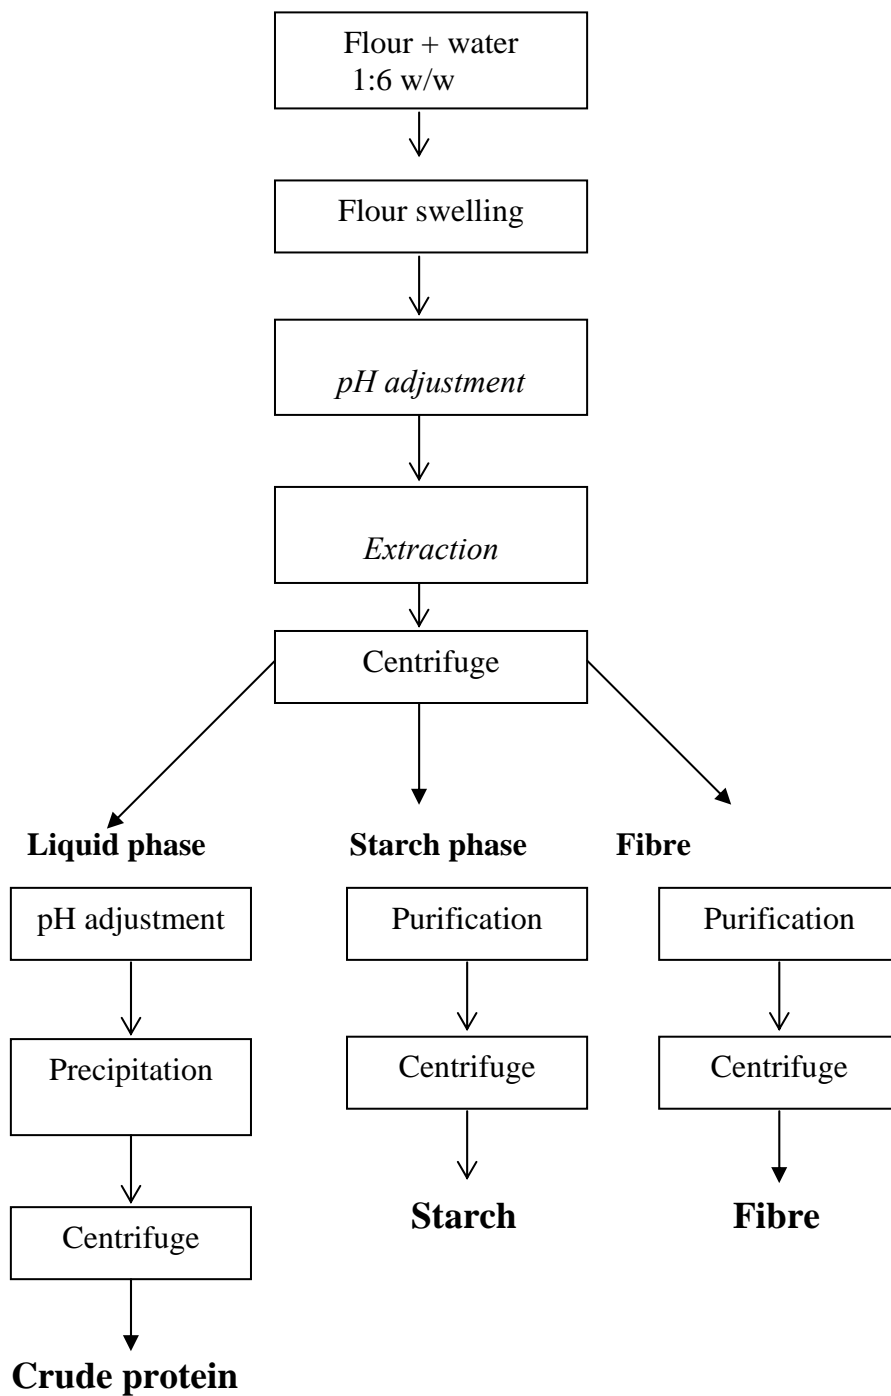 Flour + water
1:6 w/w
Flour swelling
pH adjustment
Extraction
Centrifuge
Liquid phase
Starch phase
Fibre
pH adjustment
Purification
Purification
Precipitation
Centrifuge
Centrifuge
Centrifuge
Starch
Fibre
Crude protein